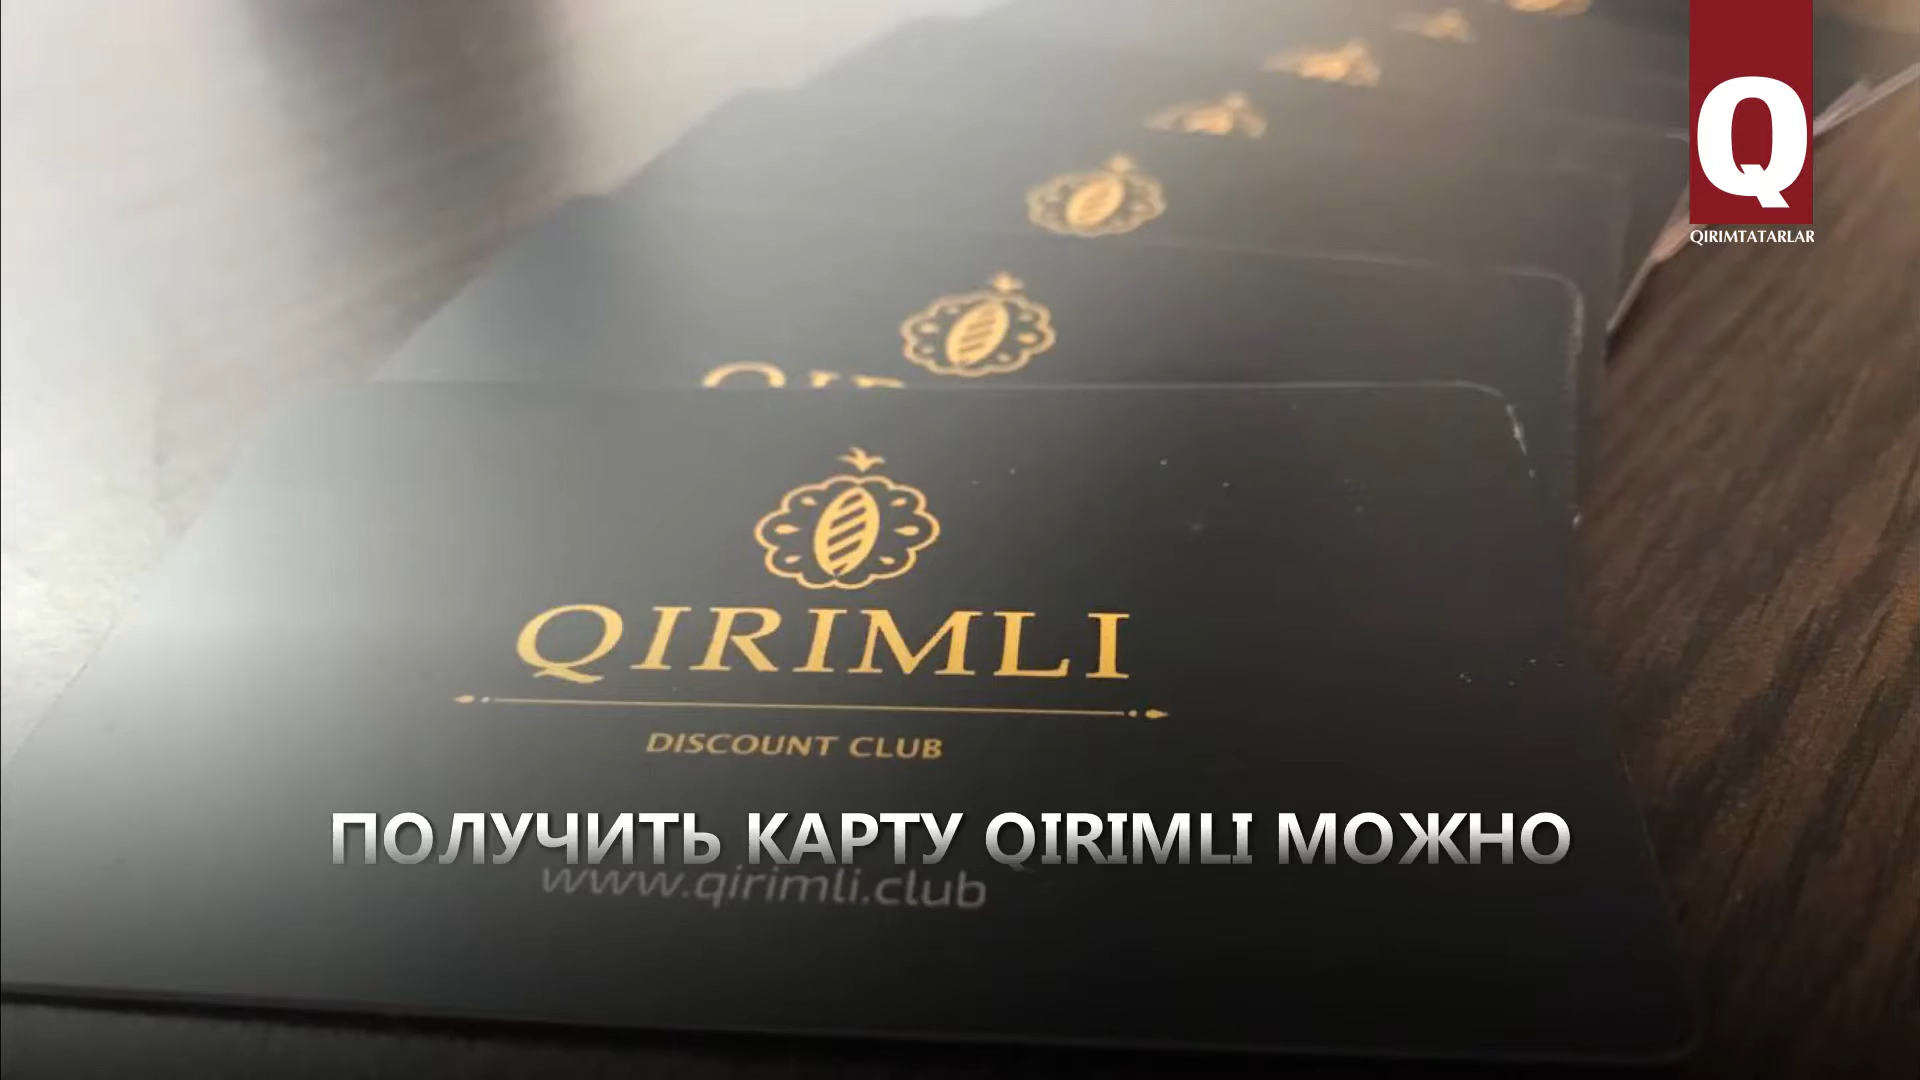 Q
QIRIMTATARLAR
QIRIMLI
DISCOUNT CLUB
ПОЛУЧИТЬ КАРТУ QIRIMLI МОЖНО
www.qirimli.club